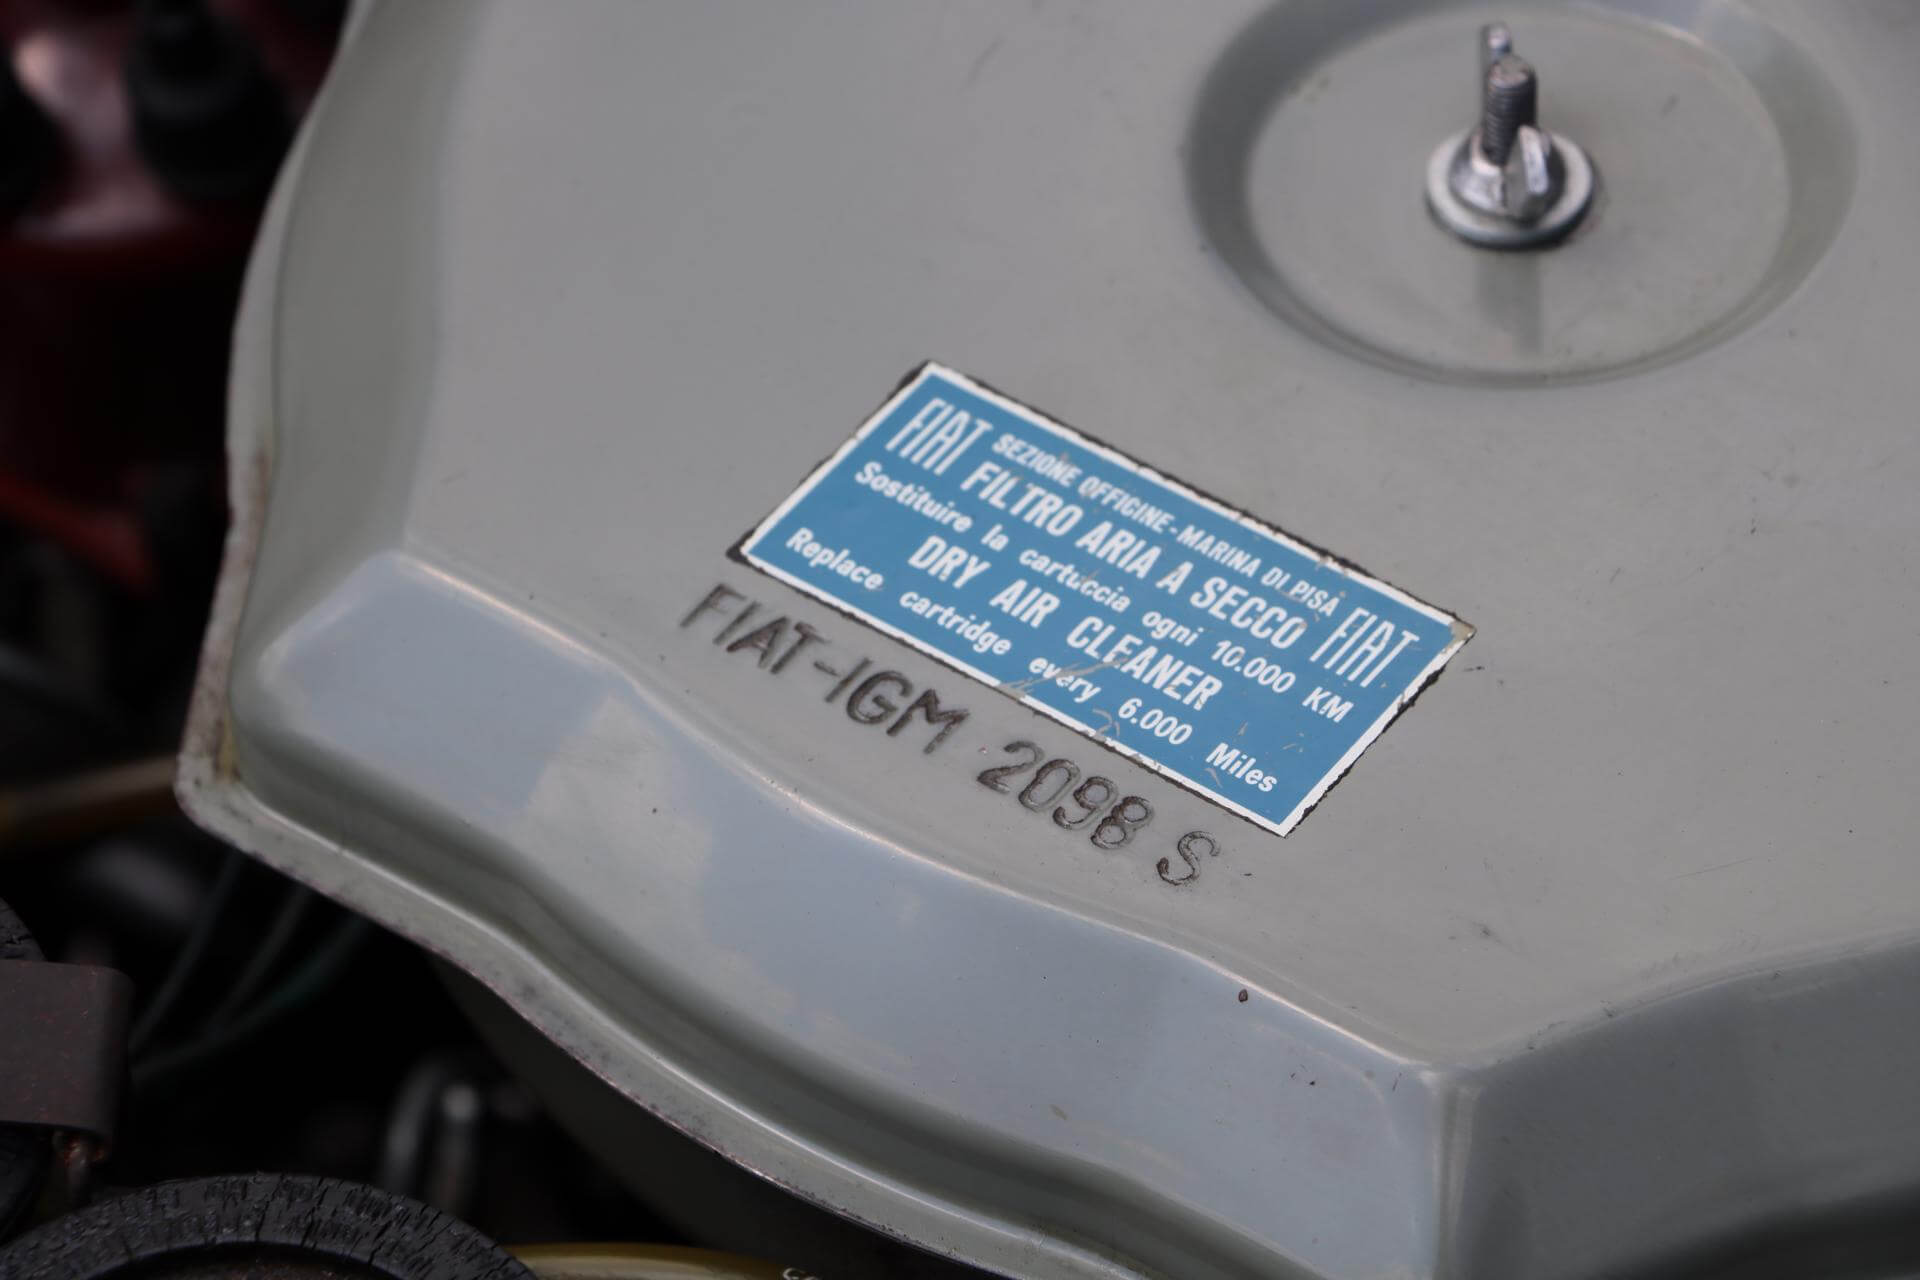 FIAT SEZIONE OFFICINE-MARINA DI PISA FIAT
FILTRO ARIA A SECCO
Sostituire la cartuccia ogni 10.000 KM
DRY AIR CLEANER
Replace cartridge every 6.000 Miles
FIAT-IGM 2098 S